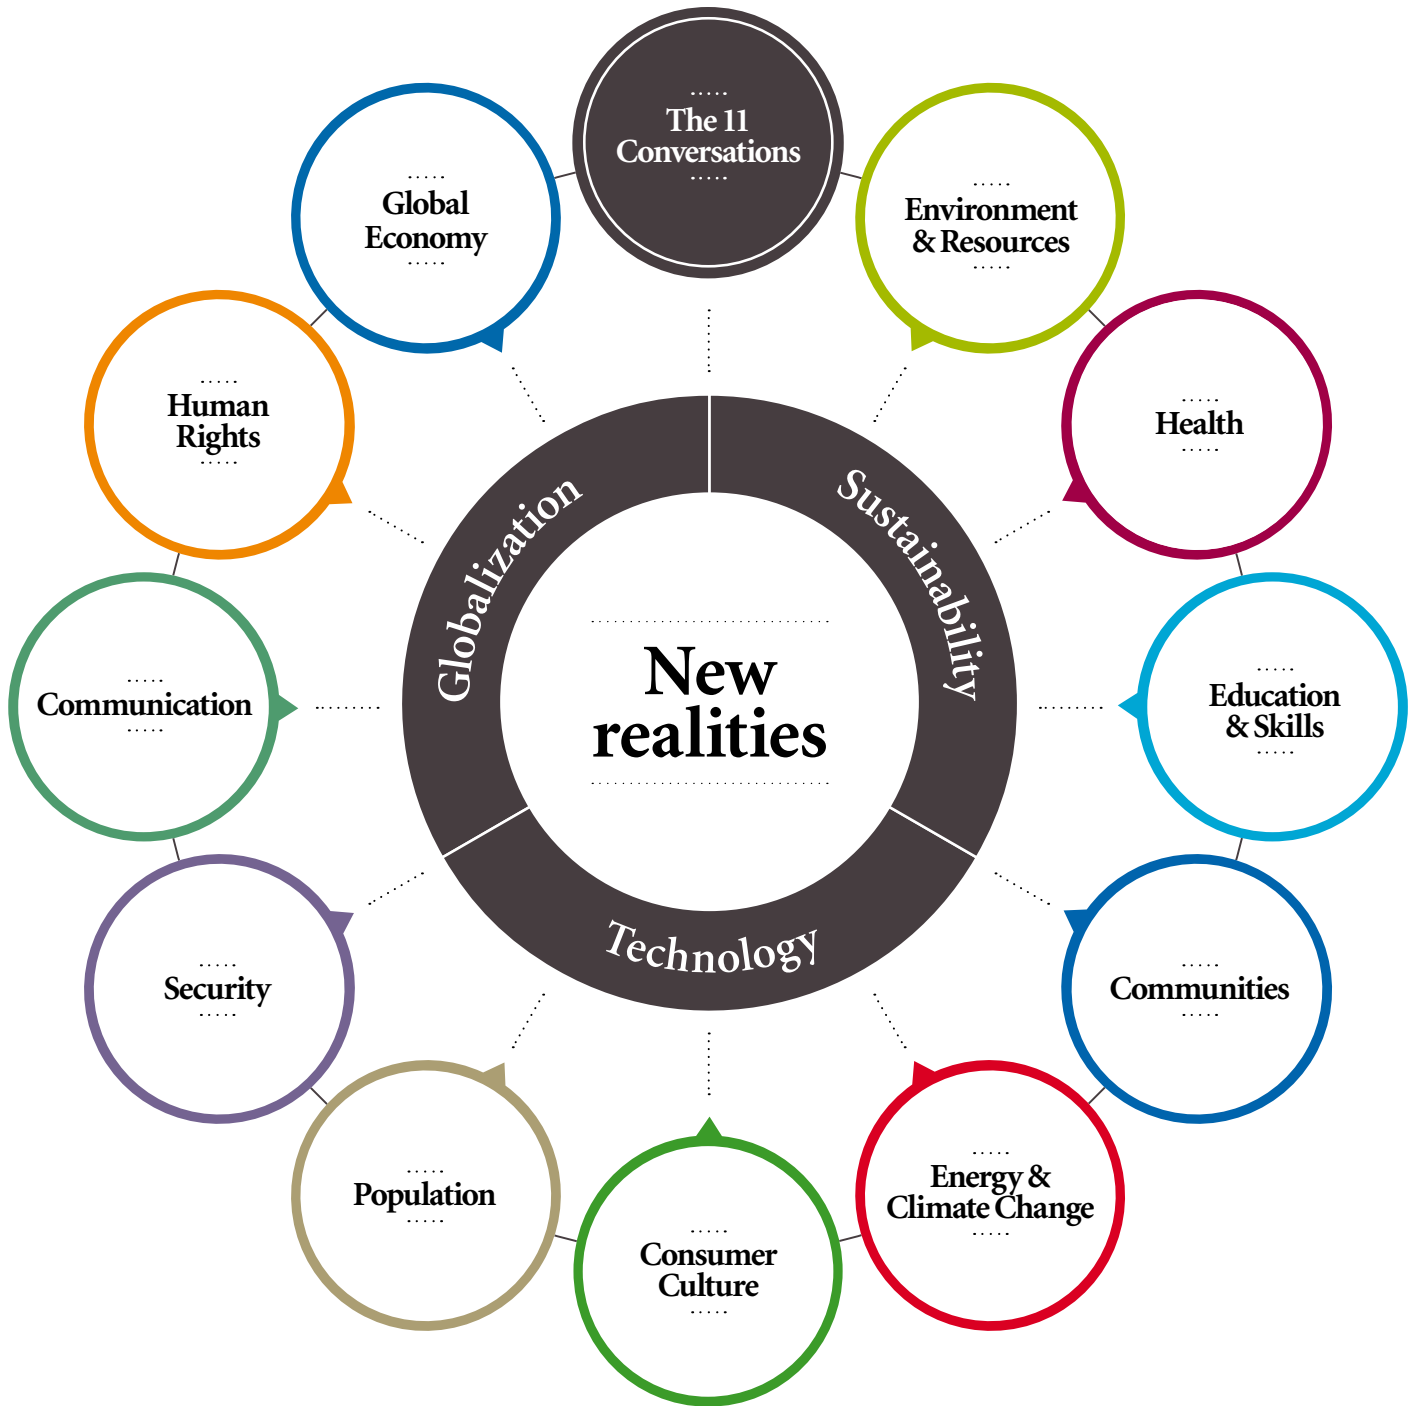 The 11
Conversations
Environment
& Resources
Health
Education
& Skills
Communities
Energy &
Climate Change
Consumer
Culture
Population
Security
Communication
Human
Rights
Global
Economy
Globalization
Sustainability
Technology
New
realities